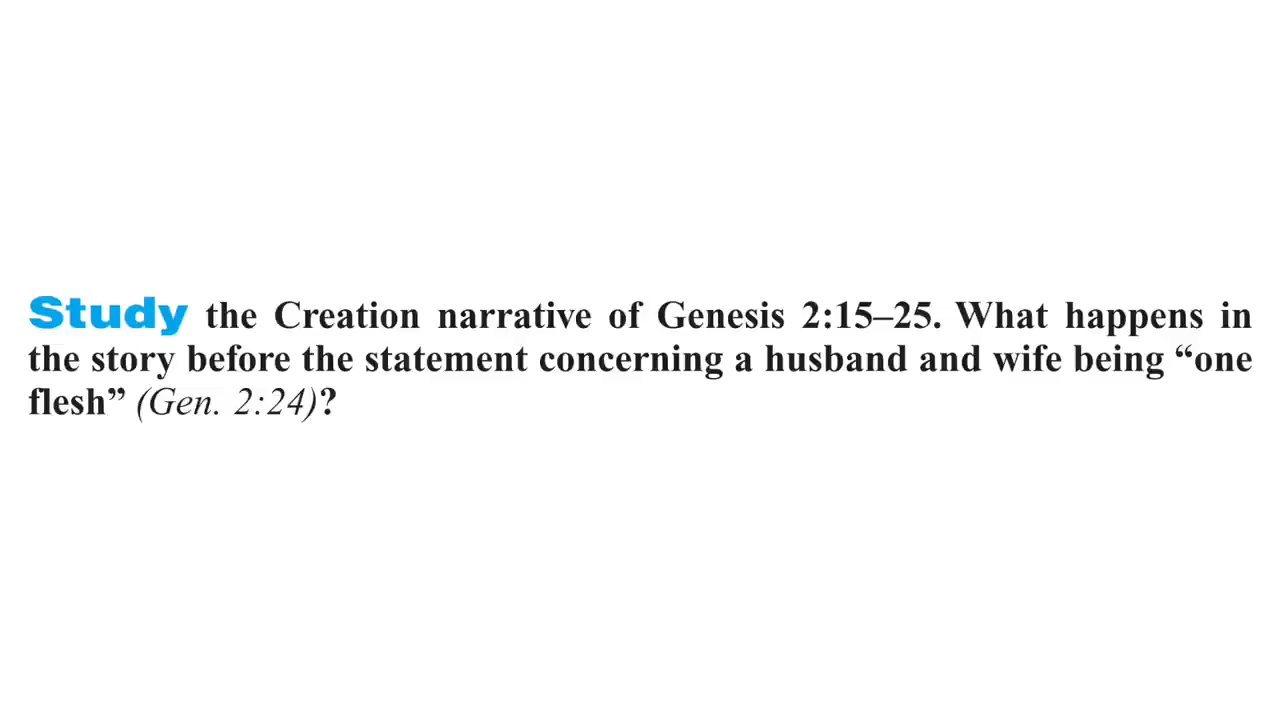 Study the Creation narrative of Genesis 2:15–25. What happens in
the story before the statement concerning a husband and wife being “one
flesh” (Gen. 2:24)?